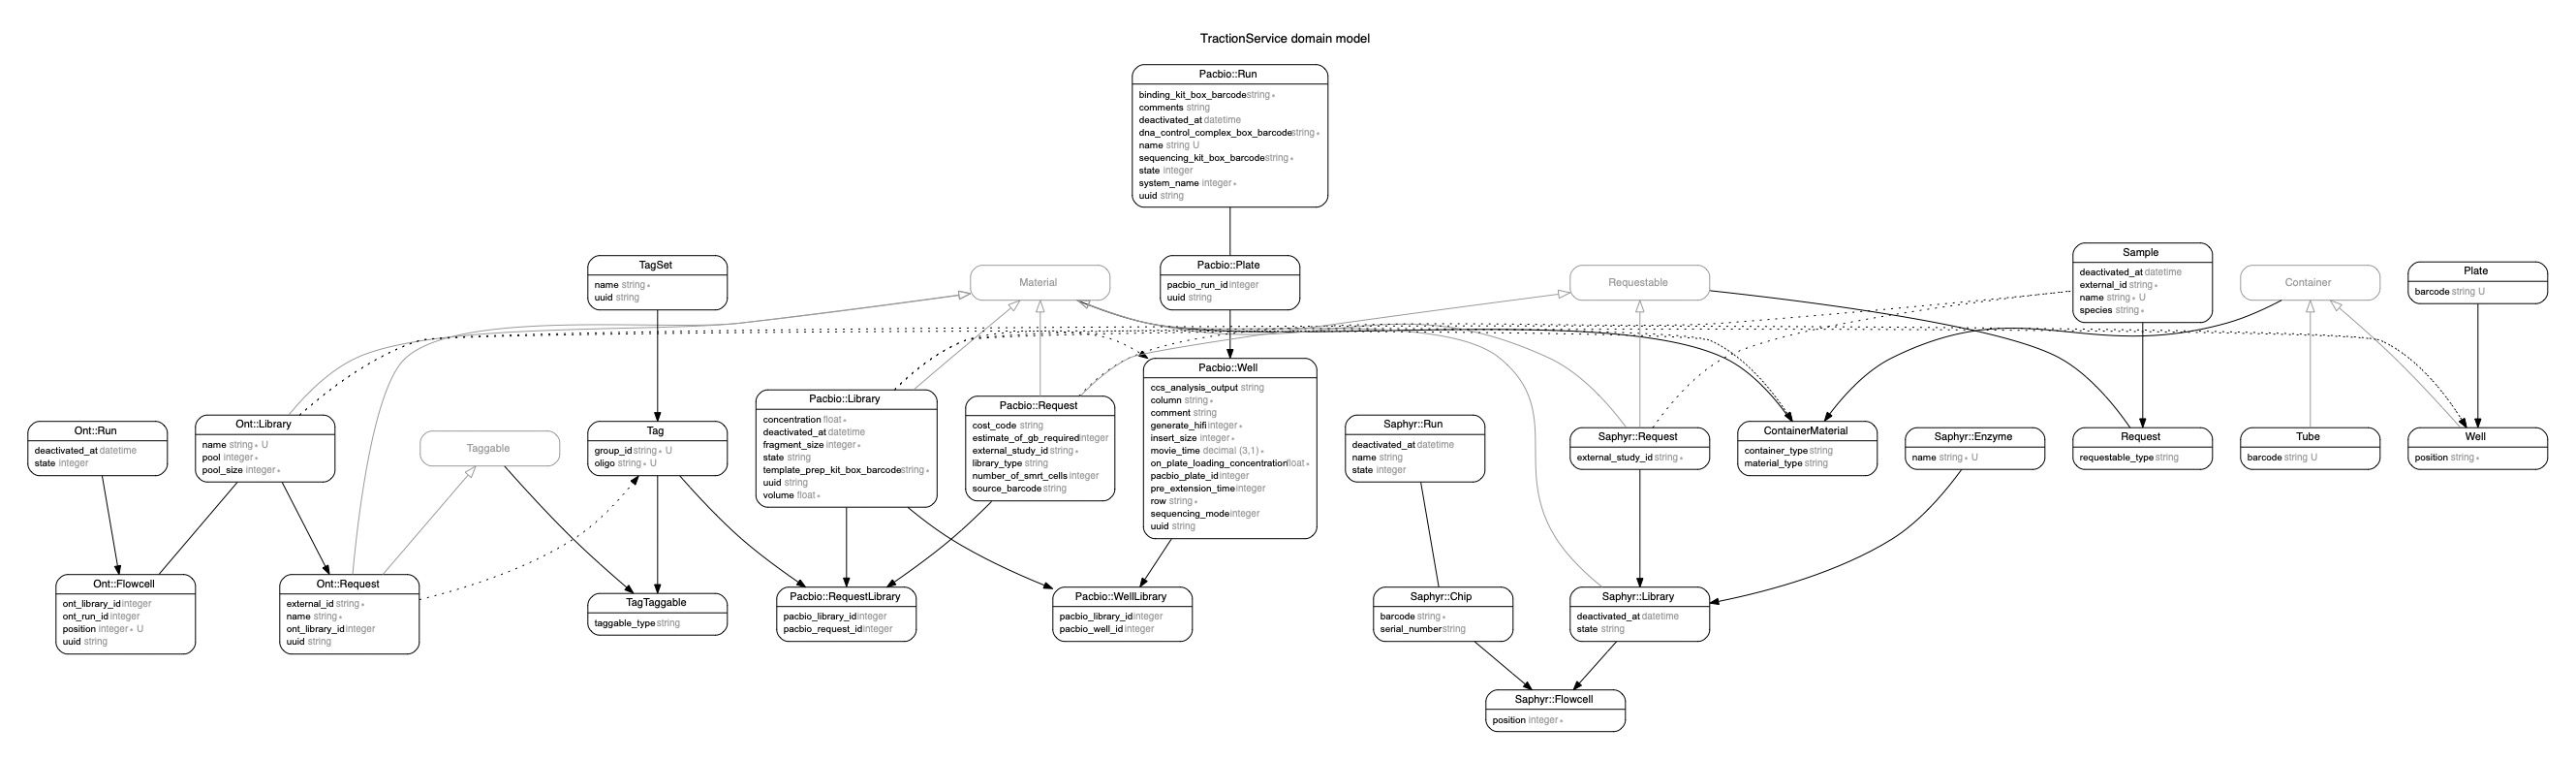 TractionService domain model
Pacbio::Run
binding_kit_box_barcode string ∗
comments string
deactivated_at datetime
dna_control_complex_box_barcode string ∗
name string U
sequencing_kit_box_barcode string ∗
state integer
system_name integer ∗
uuid string
TagSet
name string ∗
uuid string
Material
Pacbio::Plate
pacbio_run_id integer
uuid string
Requestable
Sample
deactivated_at datetime
external_id string ∗
name string ∗ U
species string ∗
Container
Plate
barcode string U
Ont::Run
deactivated_at datetime
state integer
Ont::Library
name string ∗ U
pool integer ∗
pool_size integer ∗
Taggable
Tag
group_id string ∗ U
oligo string ∗ U
Pacbio::Library
concentration float ∗
deactivated_at datetime
fragment_size integer ∗
state string
template_prep_kit_box_barcode string ∗
uuid string
volume float ∗
Pacbio::Request
cost_code string
estimate_of_gb_required integer
external_study_id string ∗
library_type string
number_of_smrt_cells integer
source_barcode string
Pacbio::Well
ccs_analysis_output string
column string ∗
comment string
generate_hifi integer ∗
insert_size integer ∗
movie_time decimal (3,1) ∗
on_plate_loading_concentration float ∗
pacbio_plate_id integer
pre_extension_time integer
row string ∗
sequencing_mode integer
uuid string
Saphyr::Run
deactivated_at datetime
name string
state integer
Saphyr::Request
external_study_id string ∗
ContainerMaterial
container_type string
material_type string
Saphyr::Enzyme
name string ∗ U
Request
requestable_type string
Tube
barcode string U
Well
position string ∗
Ont::Flowcell
ont_library_id integer
ont_run_id integer
position integer ∗ U
uuid string
Ont::Request
external_id string ∗
name string ∗
ont_library_id integer
uuid string
TagTaggable
taggable_type string
Pacbio::RequestLibrary
pacbio_library_id integer
pacbio_request_id integer
Pacbio::WellLibrary
pacbio_library_id integer
pacbio_well_id integer
Saphyr::Chip
barcode string ∗
serial_number string
Saphyr::Library
deactivated_at datetime
state string
Saphyr::Flowcell
position integer ∗